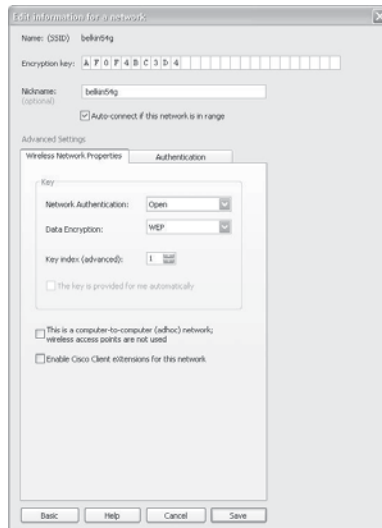 Edit information for a network
Name: (SSID) belkin54g
Encryption key: A F 0 F 4 B C 3 D 4
Nickname: belkin54g
(optional)
Auto-connect if this network is in range
Advanced Settings
Wireless Network Properties Authentication
Key
Network Authentication: Open
Data Encryption: WEP
Key index (advanced): 1
The key is provided for me automatically
This is a computer-to-computer (adhoc) network;
wireless access points are not used
Enable Cisco Client eXtensions for this network
Basic Help Cancel Save